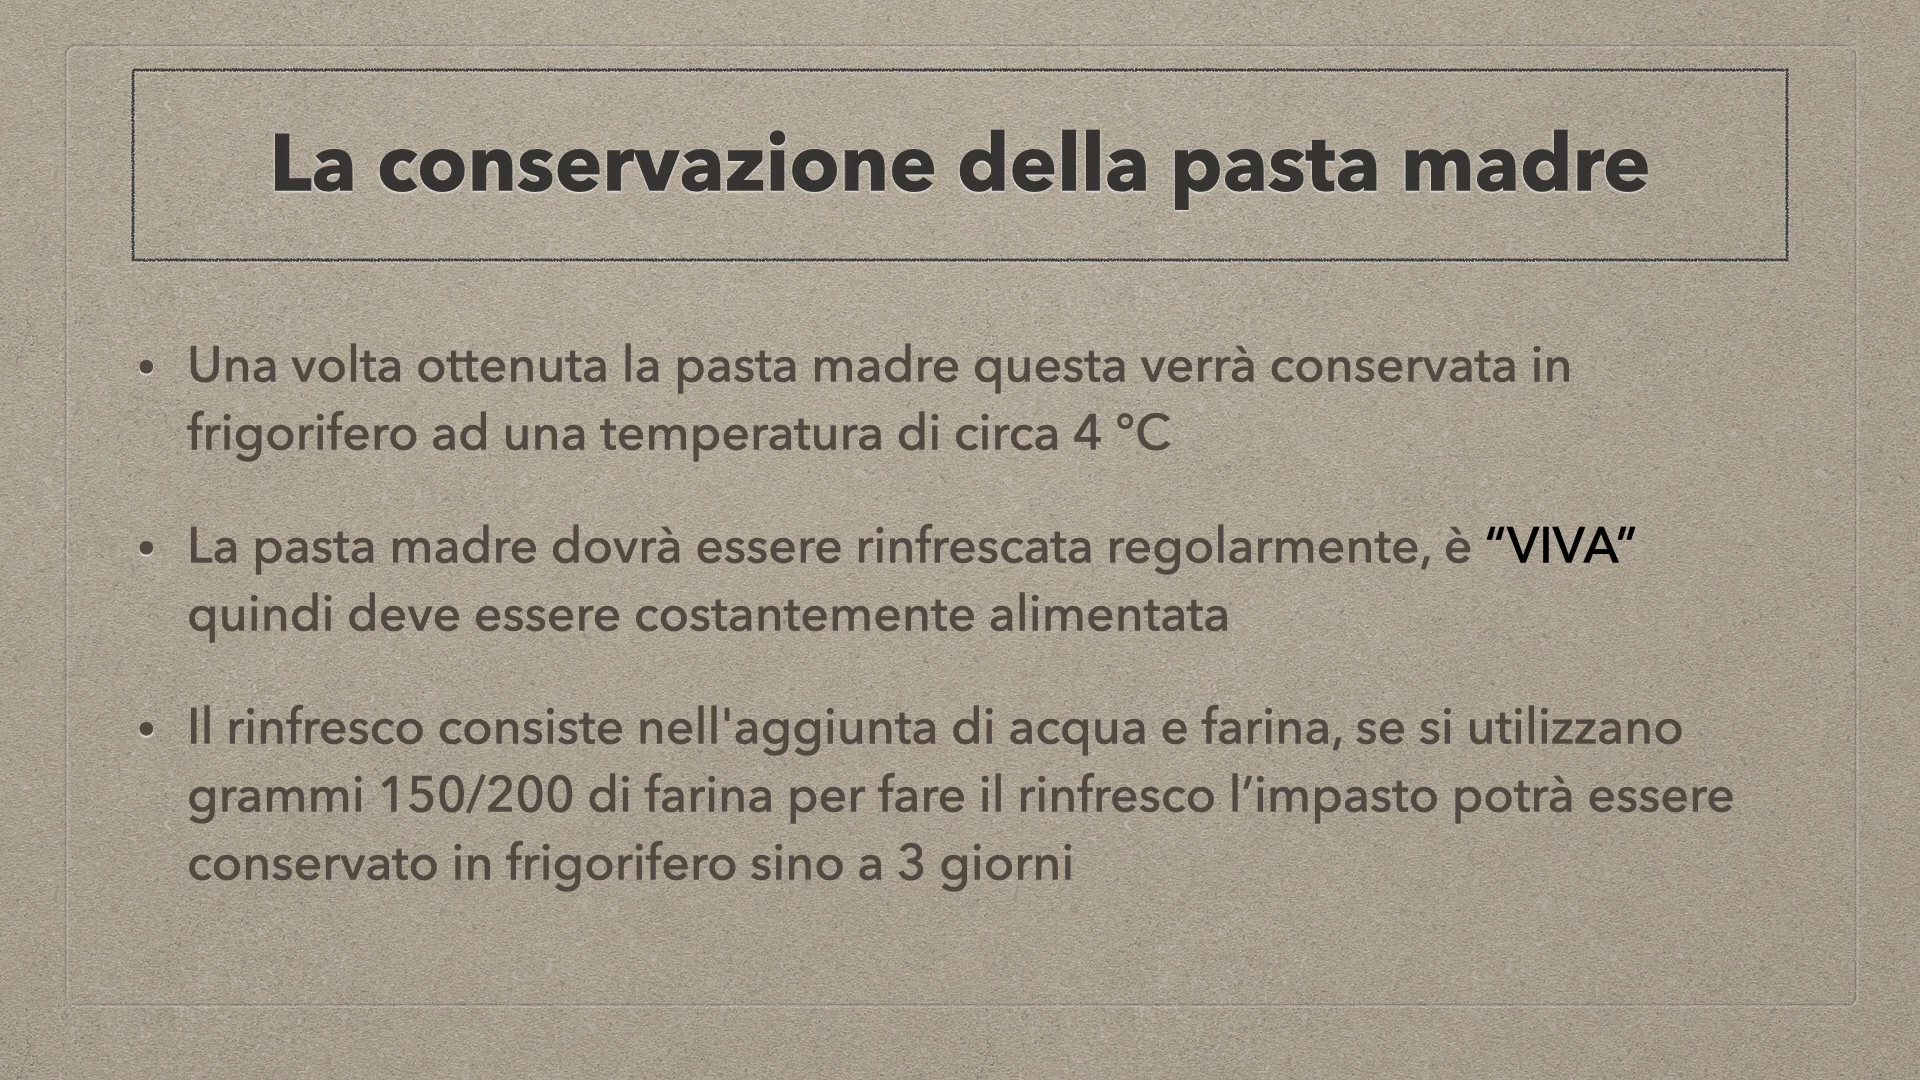 La conservazione della pasta madre
• Una volta ottenuta la pasta madre questa verrà conservata in
frigorifero ad una temperatura di circa 4 °C
• La pasta madre dovrà essere rinfrescata regolarmente, è “VIVA”
quindi deve essere costantemente alimentata
• Il rinfresco consiste nell'aggiunta di acqua e farina, se si utilizzano
grammi 150/200 di farina per fare il rinfresco l’impasto potrà essere
conservato in frigorifero sino a 3 giorni